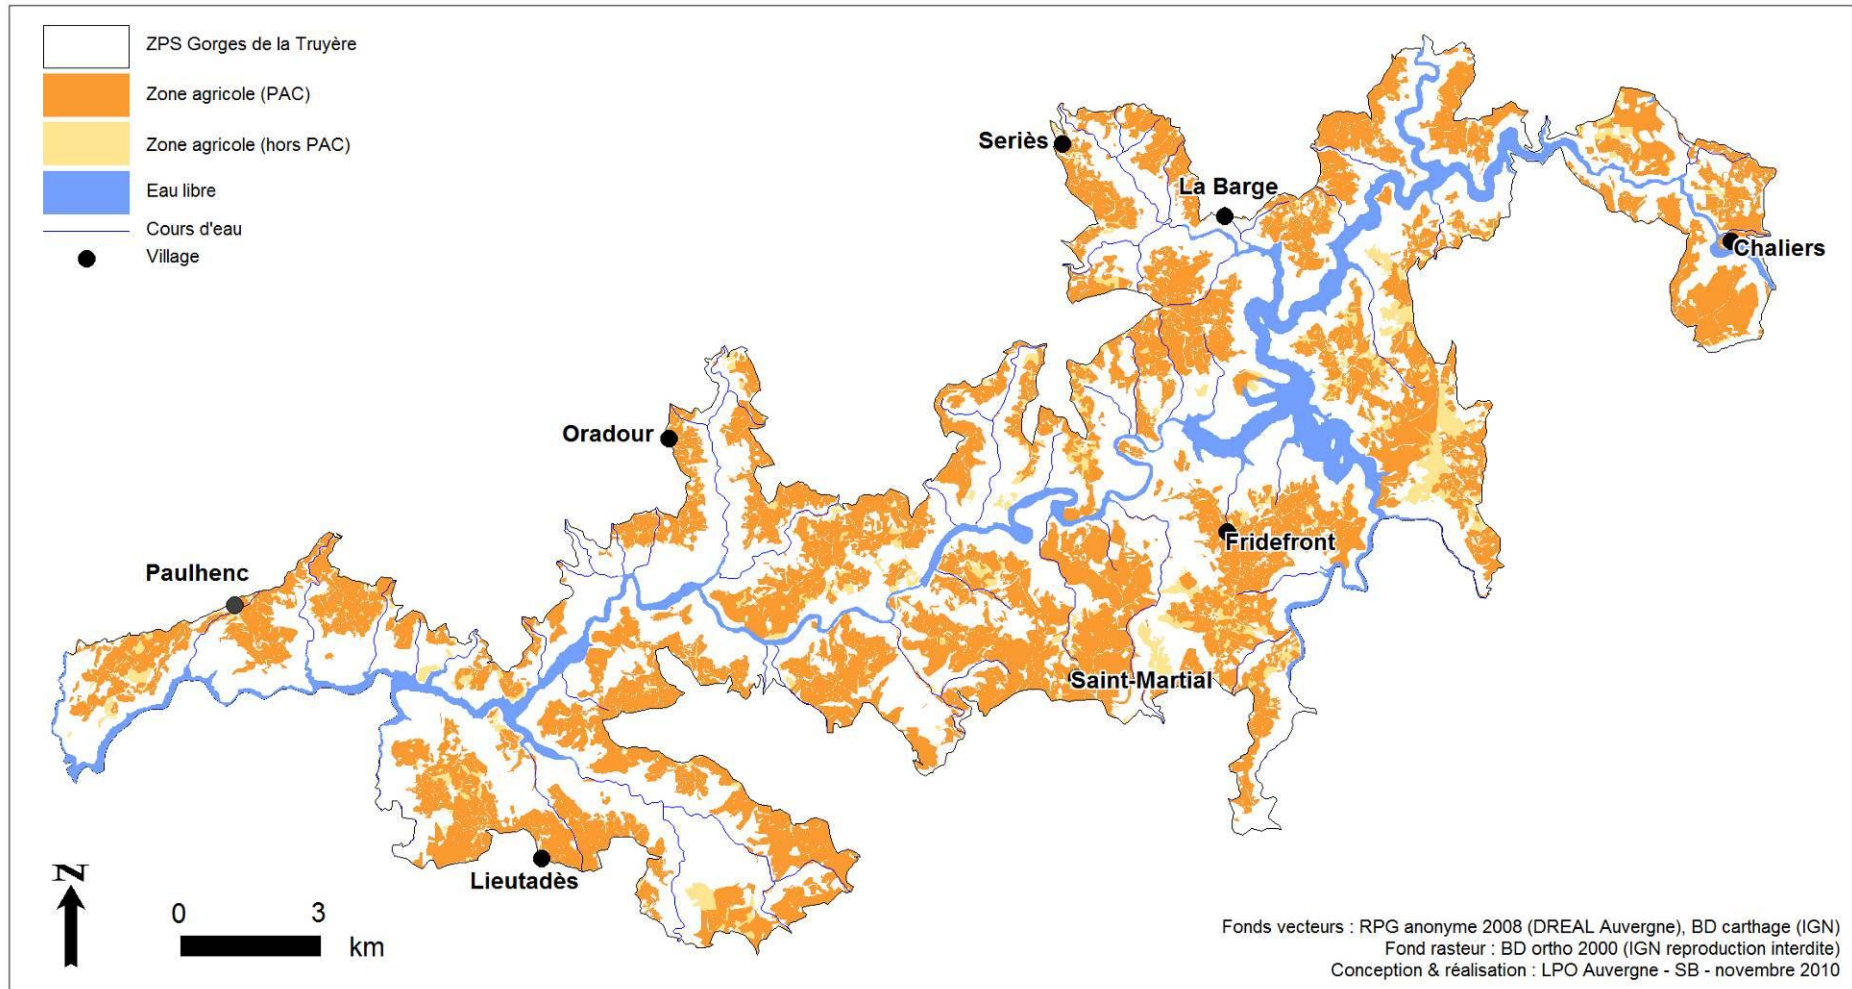 ZPS Gorges de la Truyère
Zone agricole (PAC)
Zone agricole (hors PAC)
Eau libre
Cours d'eau
Village
Seriès
La Barge
Chaliers
Oradour
Fridefront
Paulhenc
Saint-Martial
Lieutadès
N
0 3
km
Fonds vecteurs : RPG anonyme 2008 (DREAL Auvergne), BD carthage (IGN)
Fond rasteur : BD ortho 2000 (IGN reproduction interdite)
Conception & réalisation : LPO Auvergne - SB - novembre 2010